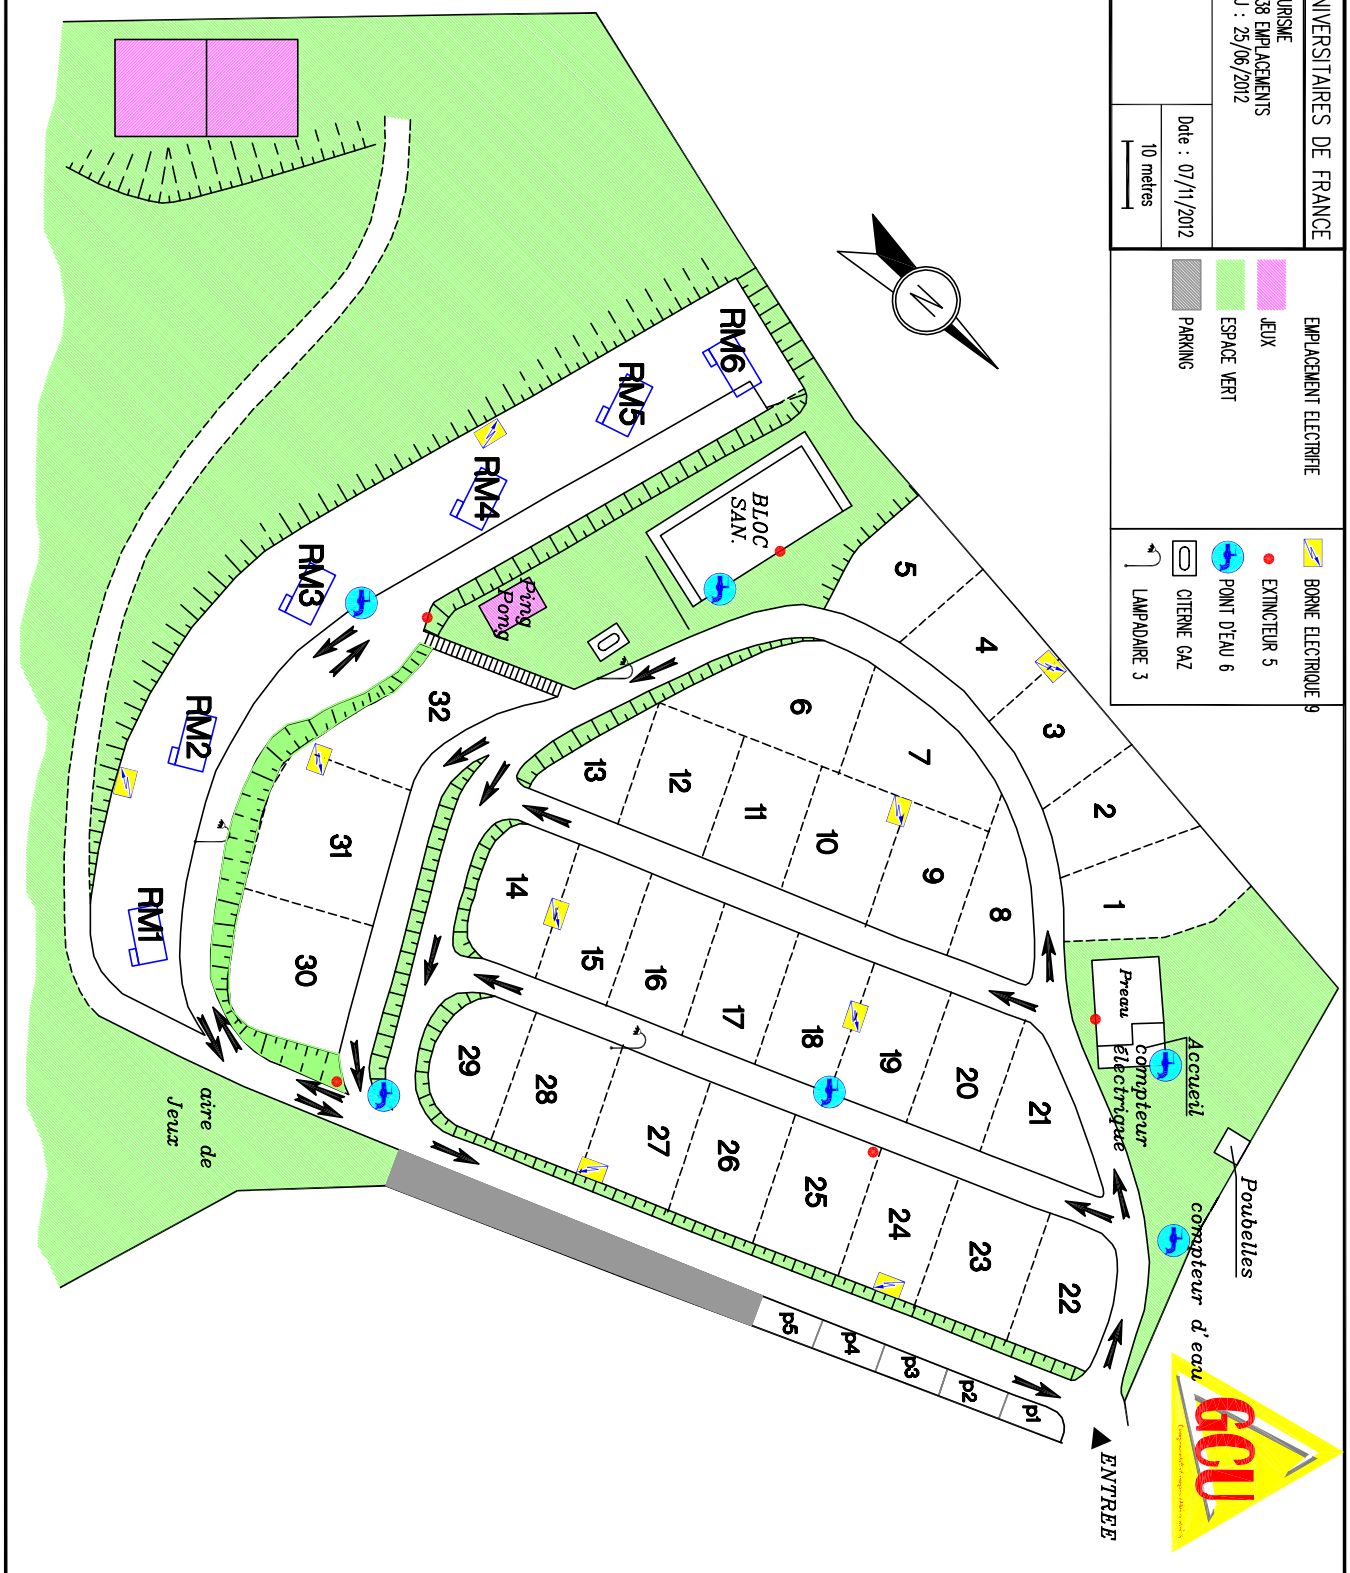 NIVERSITAIRES DE FRANCE
URISME
38 EMPLACEMENTS
U : 25/06/2012
Date : 07/11/2012
10 metres
EMPLACEMENT ELECTRIFIE
JEUX
ESPACE VERT
PARKING
BORNE ELECTRIQUE 9
EXTINCTEUR 5
POINT D'EAU 6
CITERNE GAZ
LAMPADAIRE 3
N
RM6
RM5
RM4
RM3
RM2
RM1
BLOC
SAN.
Ping
Pong
5
4
3
2
1
6
7
8
9
10
11
12
13
14
15
16
17
18
19
20
21
22
23
24
25
26
27
28
29
30
31
32
Preau
Accueil
compteur
électrique
Poubelles
compteur d'eau
aire de
Jeux
p5
p4
p3
p2
p1
ENTREE
GCU